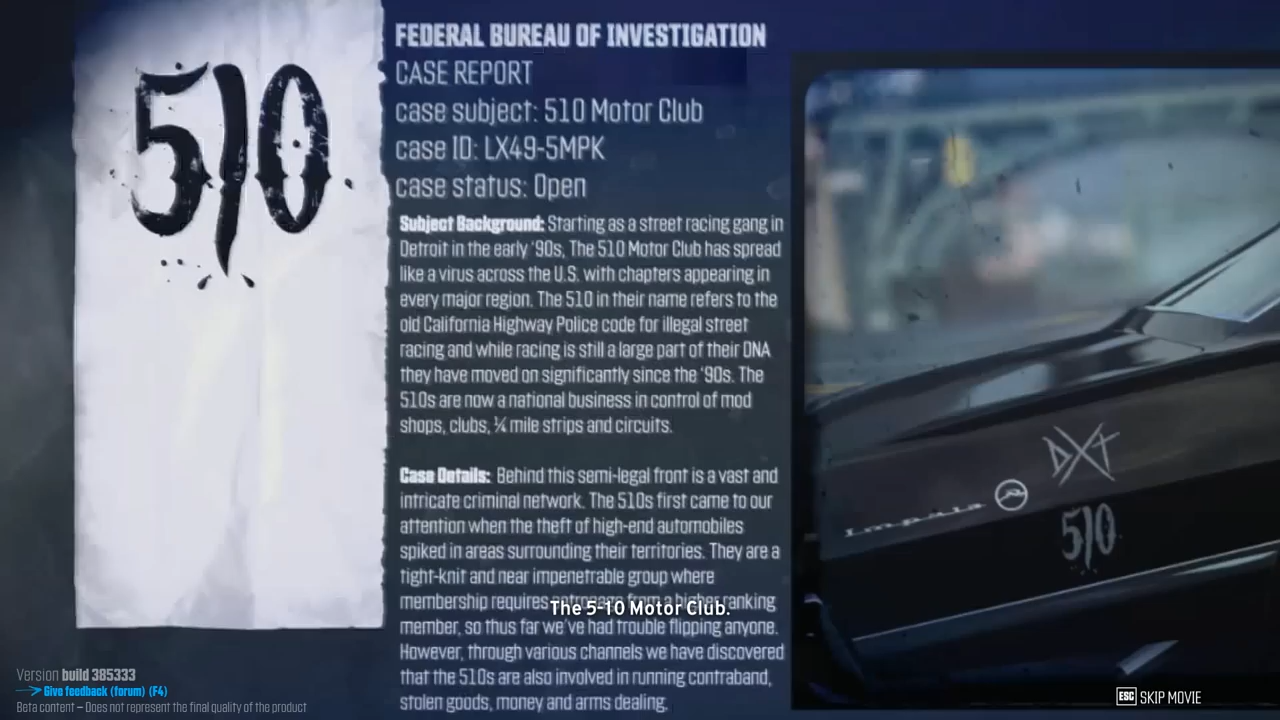 510
FEDERAL BUREAU OF INVESTIGATION
CASE REPORT
case subject: 510 Motor Club
case ID: LX49-5MPK
case status: Open
Subject Background: Starting as a street racing gang in
Detroit in the early '90s, The 510 Motor Club has spread
like a virus across the U.S. with chapters appearing in
every major region. The 510 in their name refers to the
old California Highway Police code for illegal street
racing and while racing is still a large part of their DNA
they have moved on significantly since the '90s. The
510s are now a national business in control of mod
shops, clubs, ¼ mile strips and circuits.
Case Details: Behind this semi-legal front is a vast and
intricate criminal network. The 510s first came to our
attention when the theft of high-end automobiles
spiked in areas surrounding their territories. They are a
tight-knit and near impenetrable group where
membership requires from a higher ranking
The 5-10 Motor Club.
member, so thus far we've had trouble flipping anyone.
However, through various channels we have discovered
that the 510s are also involved in running contraband,
stolen goods, money and arms dealing.
DXT
Impala
510
Version build 385333
Give feedback (forum) (F4)
Beta content – Does not represent the final quality of the product
ESC SKIP MOVIE